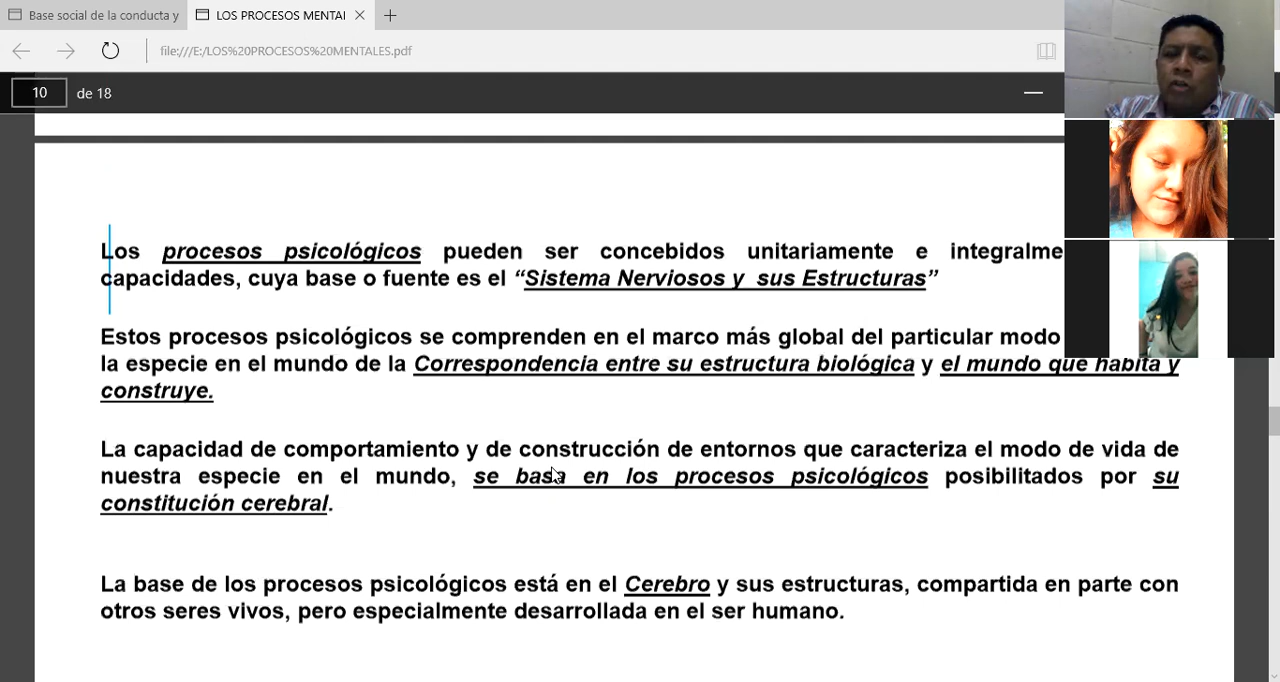 Base social de la conducta y
LOS PROCESOS MENTAI
file:///E:/LOS%20PROCESOS%20MENTALES.pdf
10 de 18
Los procesos psicológicos pueden ser concebidos unitariamente e integralme
capacidades, cuya base o fuente es el “Sistema Nerviosos y sus Estructuras”
Estos procesos psicológicos se comprenden en el marco más global del particular modo
la especie en el mundo de la Correspondencia entre su estructura biológica y el mundo que habita y
construye.
La capacidad de comportamiento y de construcción de entornos que caracteriza el modo de vida de
nuestra especie en el mundo, se basa en los procesos psicológicos posibilitados por su
constitución cerebral.
La base de los procesos psicológicos está en el Cerebro y sus estructuras, compartida en parte con
otros seres vivos, pero especialmente desarrollada en el ser humano.